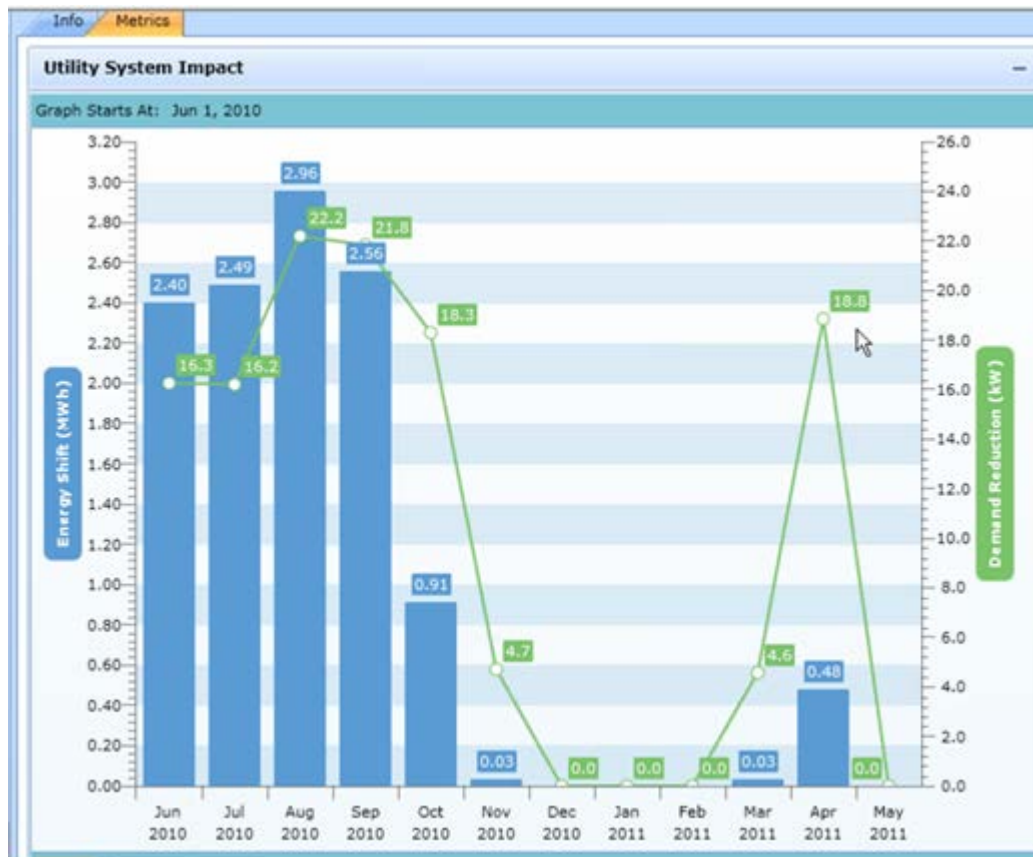 Info
Metrics
Utility System Impact
Graph Starts At: Jun 1, 2010
3.20
3.00
2.80
2.60
2.40
2.20
2.00
1.80
1.60
1.40
1.20
1.00
0.80
0.60
0.40
0.20
0.00
Energy Shift (MWh)
2.40
2.49
2.96
2.56
0.91
0.03
0.03
0.48
16.3
16.2
22.2
21.8
18.3
4.7
0.0
0.0
0.0
4.6
18.8
0.0
26.0
24.0
22.0
20.0
18.0
16.0
14.0
12.0
10.0
8.0
6.0
4.0
2.0
0.0
Demand Reduction (kW)
Jun 2010
Jul 2010
Aug 2010
Sep 2010
Oct 2010
Nov 2010
Dec 2010
Jan 2011
Feb 2011
Mar 2011
Apr 2011
May 2011